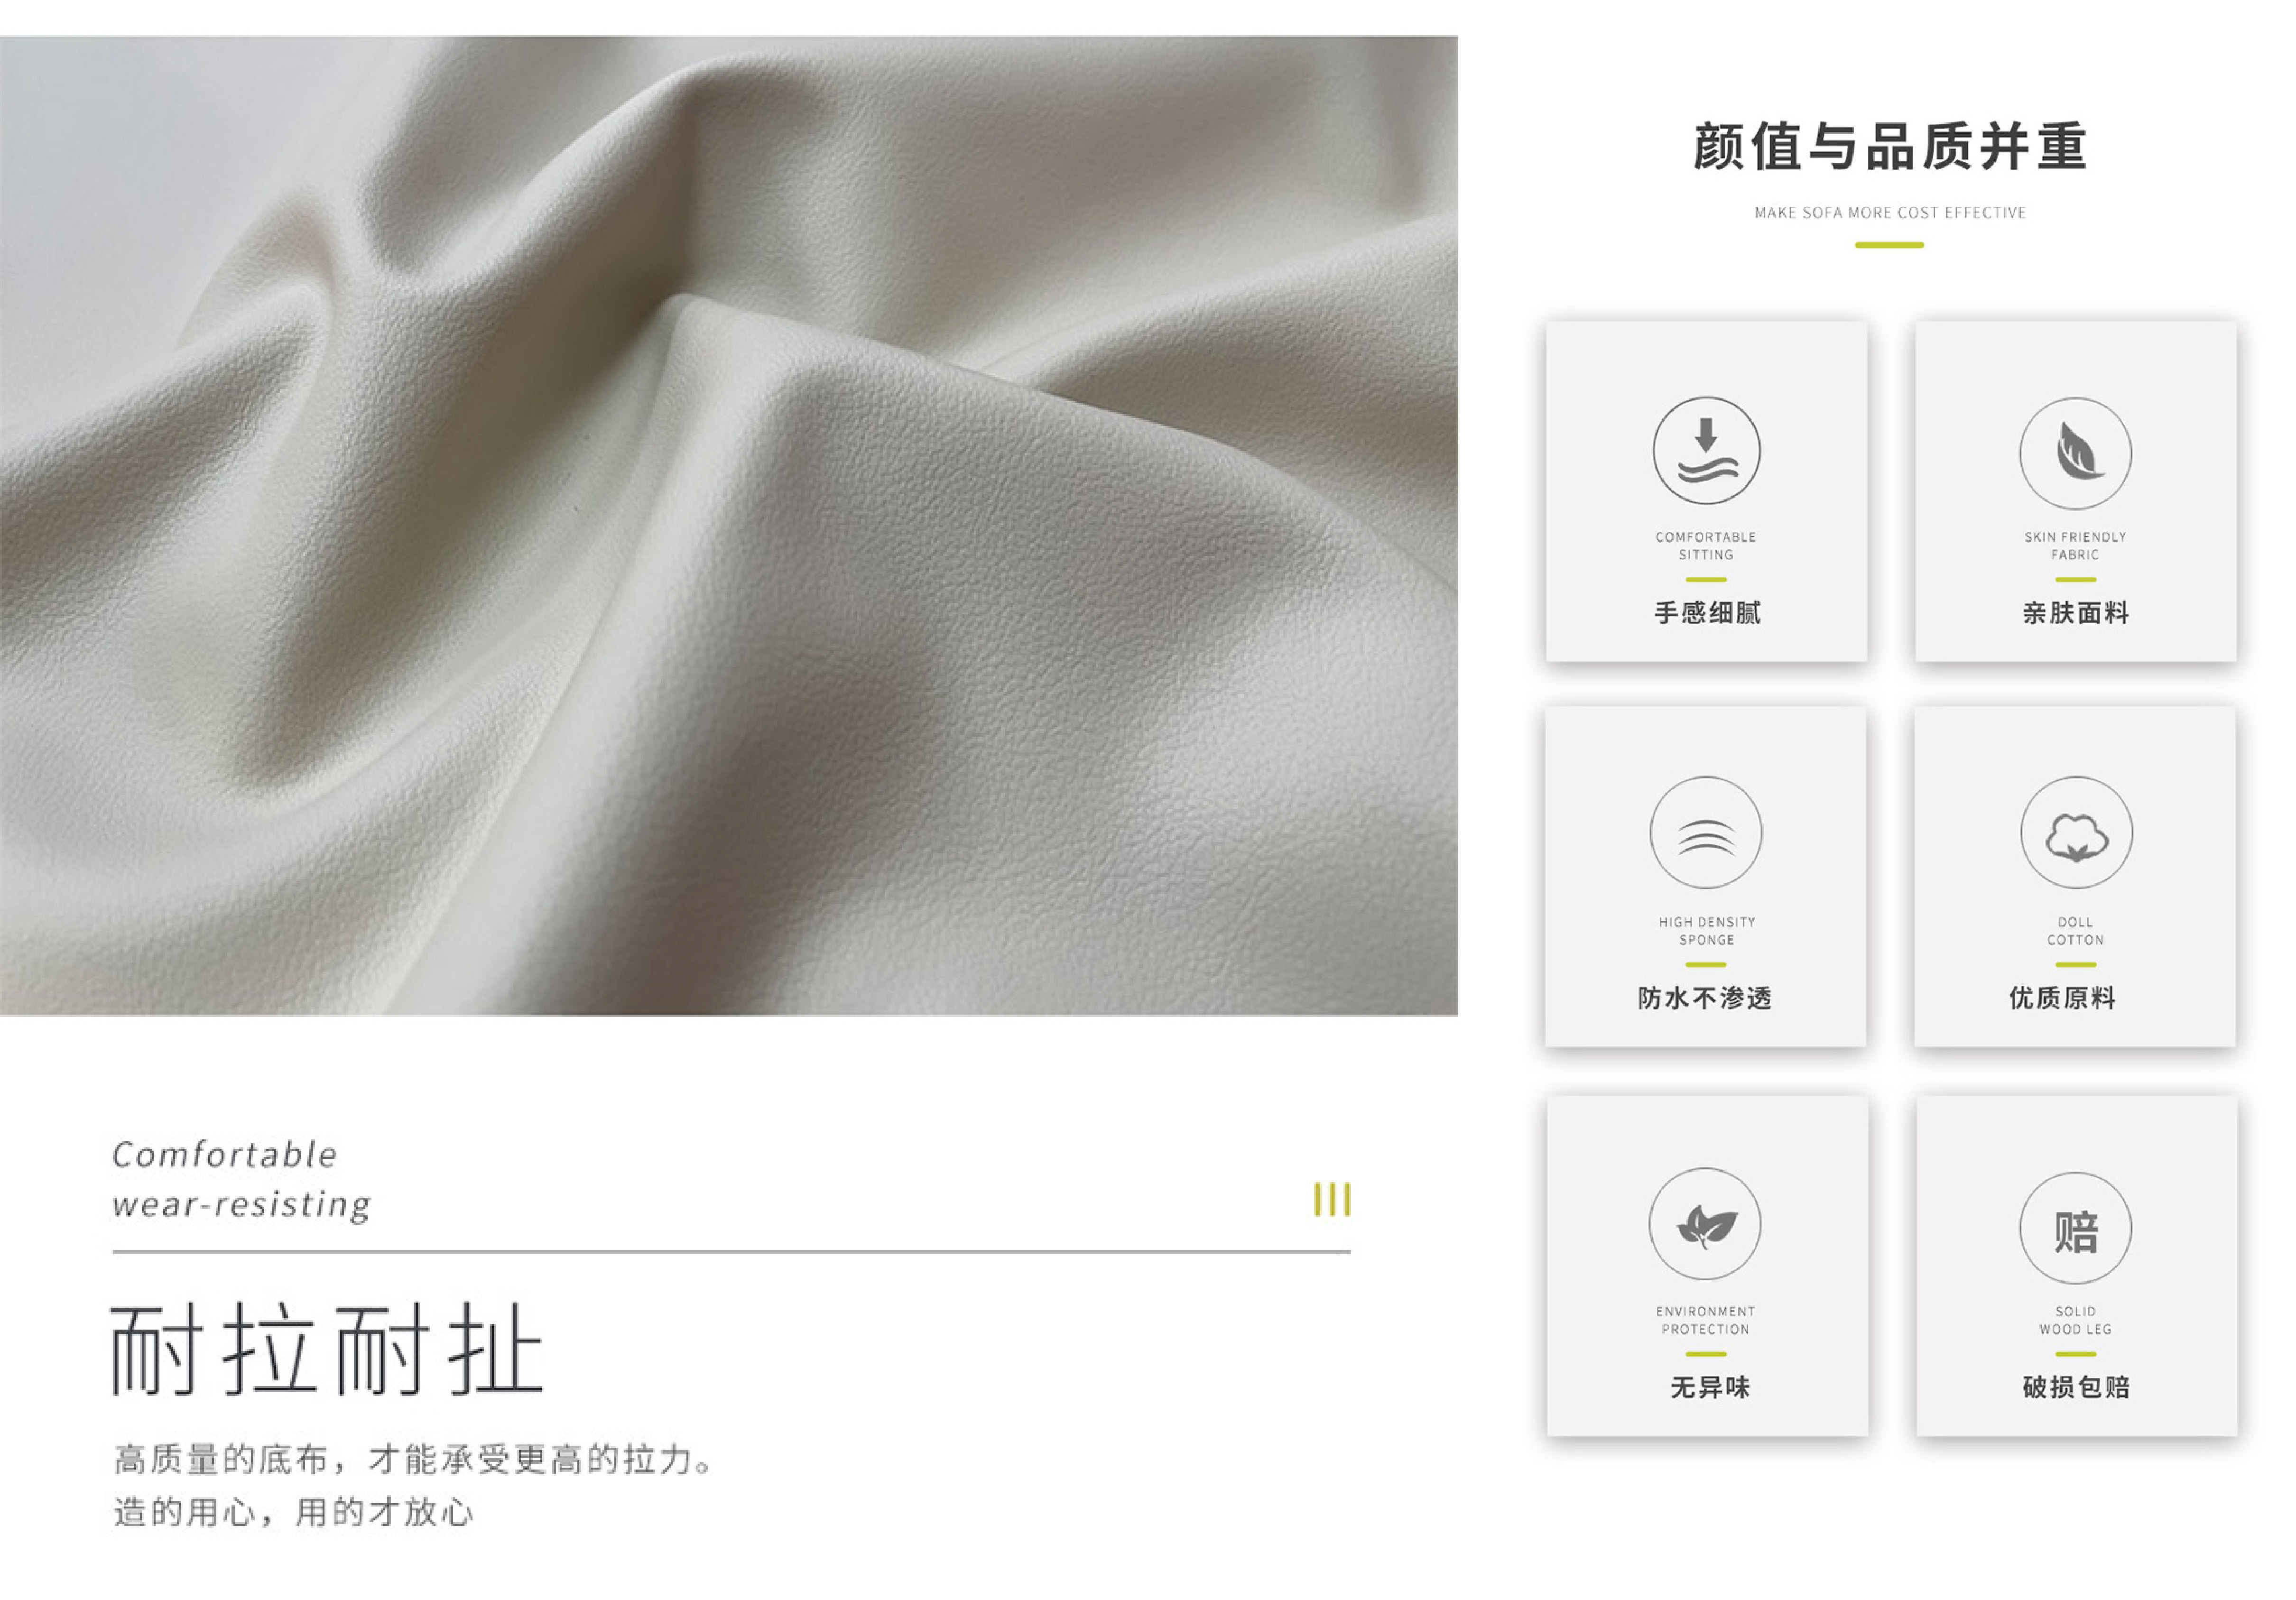 颜值与品质并重
MAKE SOFA MORE COST EFFECTIVE
COMFORTABLE
SITTING
手感细腻
SKIN FRIENDLY
FABRIC
亲肤面料
HIGH DENSITY
SPONGE
防水不渗透
DOLL
COTTON
优质原料
ENVIRONMENT
PROTECTION
无异味
赔
SOLID
WOOD LEG
破损包赔
Comfortable
wear-resisting
耐拉耐扯
高质量的底布，才能承受更高的拉力。
造的用心，用的才放心